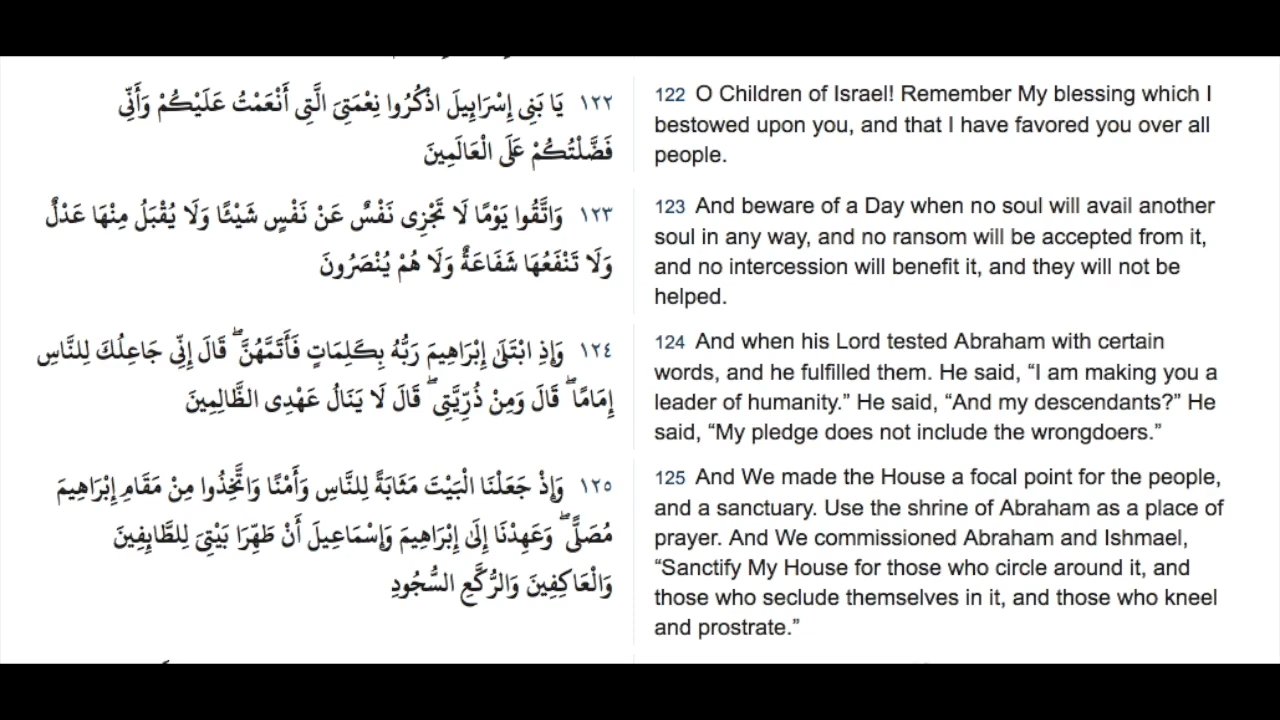 ١٢٢ يَا بَنِى إِسْرَابِيلَ اذْكُرُوا نِعْمَتِىَ الَّتِى أَنْعَمْتُ عَلَيْكُمْ وَأَنِّى
فَضَّلْتُكُمْ عَلَى الْعَالَمِينَ
122 O Children of Israel! Remember My blessing which I
bestowed upon you, and that I have favored you over all
people.
١٢٣ وَاتَّقُوا يَوْمًا لَا تَجْزِى نَفْسٌ عَنْ نَفْسٍ شَيْئًا وَلَا يُقْبَلُ مِنْهَا عَدْلٌ
وَلَا تَنْفَعُهَا شَفَاعَةٌ وَلَا هُمْ يُنْصَرُونَ
123 And beware of a Day when no soul will avail another
soul in any way, and no ransom will be accepted from it,
and no intercession will benefit it, and they will not be
helped.
١٢٤ وَإِذِ ابْتَلَىٰ إِبْرَاهِيمَ رَبُّهُ بِكَلِمَاتٍ فَأَتَمَّهُنَّ ۖ قَالَ إِنِّى جَاعِلُكَ لِلنَّاسِ
إِمَامًا ۖ قَالَ وَمِنْ ذُرِّيَّتِى ۖ قَالَ لَا يَنَالُ عَهْدِى الظَّالِمِينَ
124 And when his Lord tested Abraham with certain
words, and he fulfilled them. He said, “I am making you a
leader of humanity.” He said, “And my descendants?” He
said, “My pledge does not include the wrongdoers.”
١٢٥ وَإِذْ جَعَلْنَا الْبَيْتَ مَثَابَةً لِلنَّاسِ وَأَمْنًا وَاتَّخِذُوا مِنْ مَقَامِ إِبْرَاهِيمَ
مُصَلًّى ۖ وَعَهِدْنَا إِلَىٰ إِبْرَاهِيمَ وَإِسْمَاعِيلَ أَنْ طَهِّرَا بَيْتِىَ لِلطَّابِفِينَ
وَالْعَاكِفِينَ وَالرُّكَّعِ السُّجُودِ
125 And We made the House a focal point for the people,
and a sanctuary. Use the shrine of Abraham as a place of
prayer. And We commissioned Abraham and Ishmael,
“Sanctify My House for those who circle around it, and
those who seclude themselves in it, and those who kneel
and prostrate.”